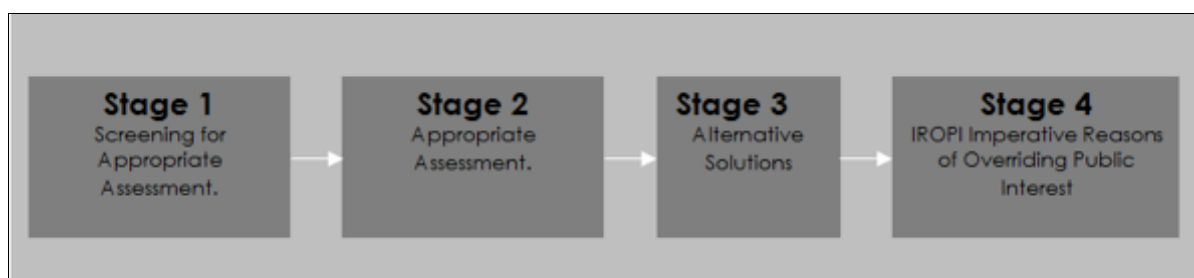 Stage 1
Screening for
Appropriate
Assessment.
Stage 2
Appropriate
Assessment.
Stage 3
Alternative
Solutions
Stage 4
IROPI Imperative Reasons
of Overriding Public
Interest